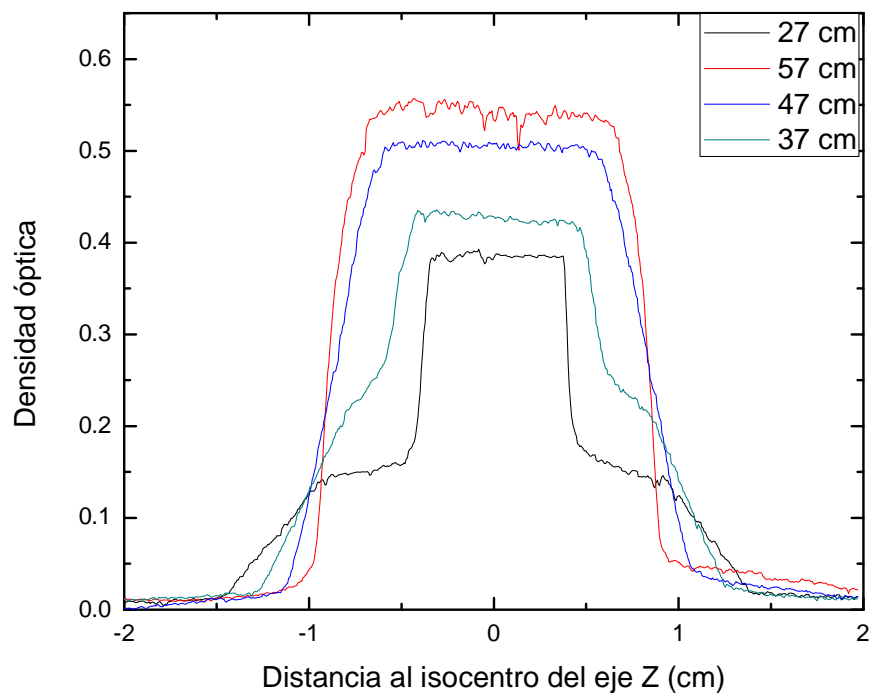 27 cm
57 cm
47 cm
37 cm
0.6
0.5
0.4
0.3
0.2
0.1
0.0
-2
-1
0
1
2
Densidad óptica
Distancia al isocentro del eje Z (cm)